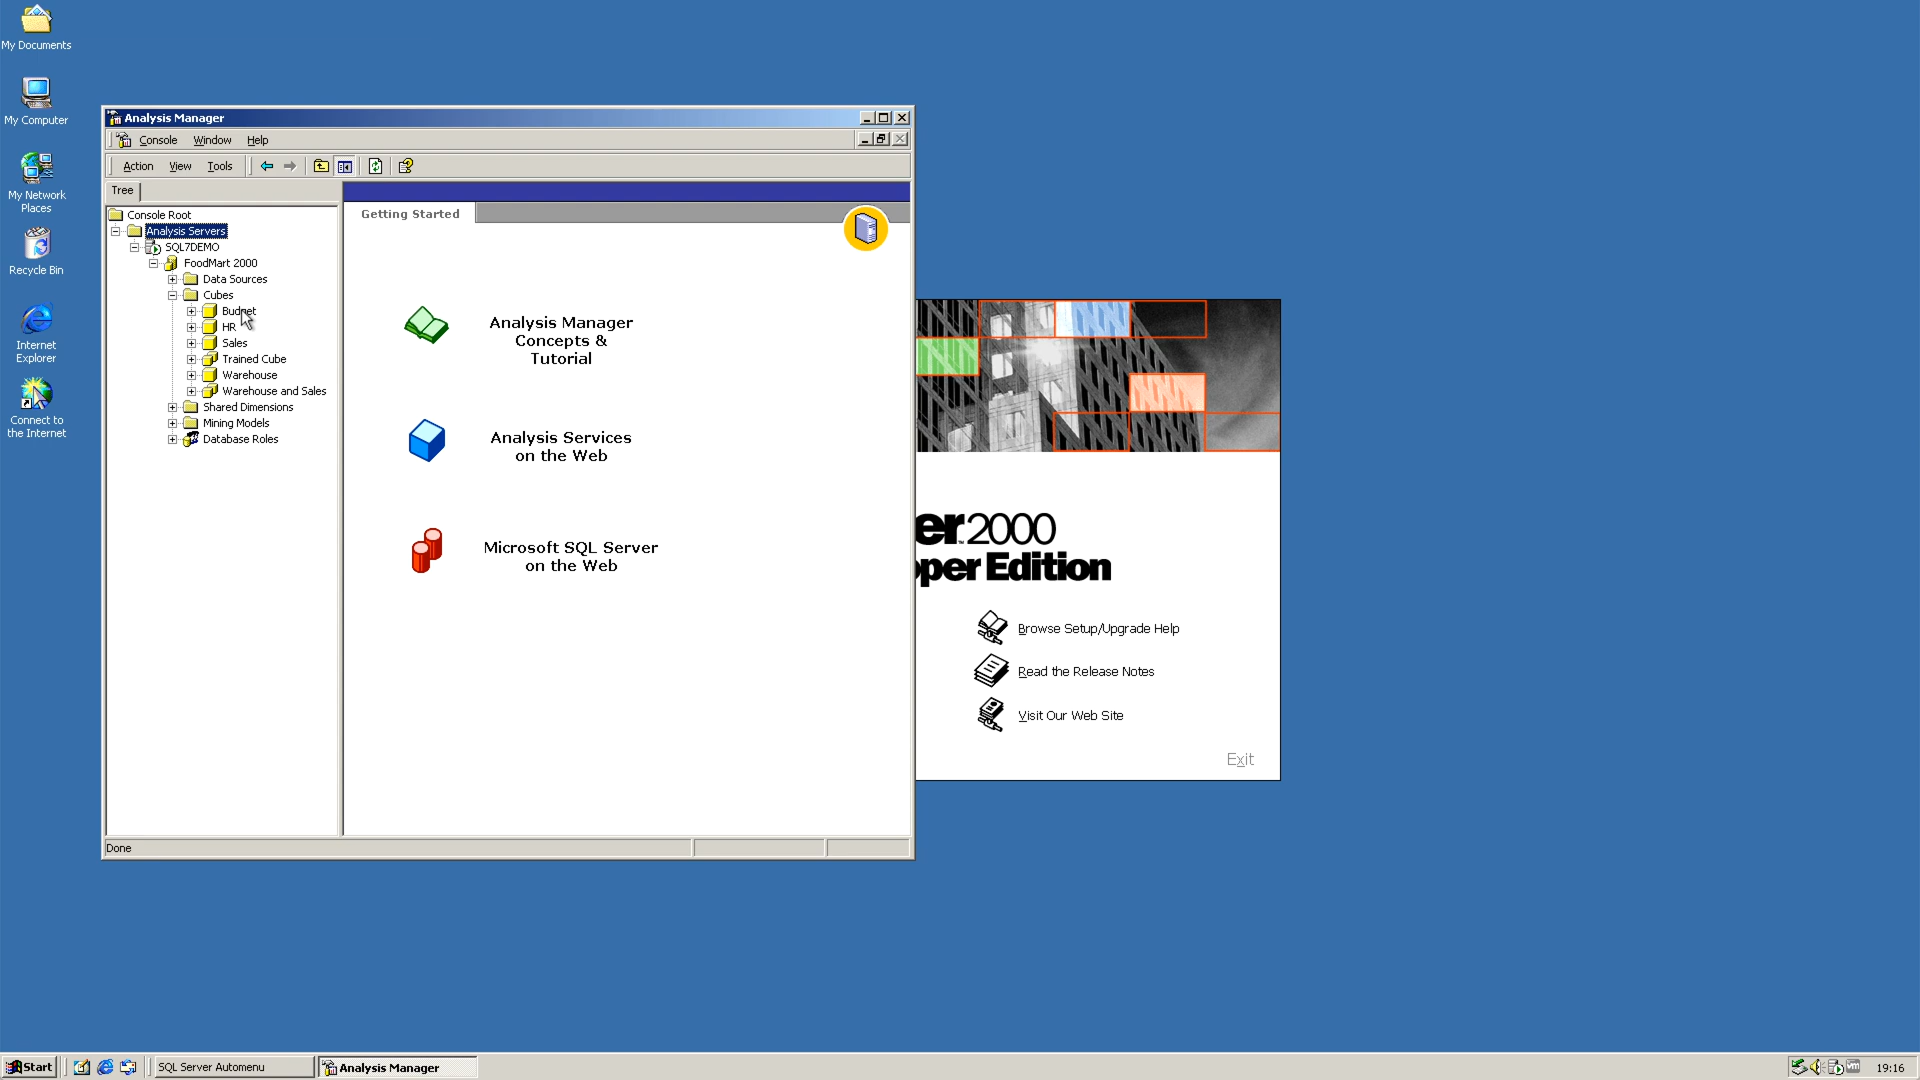 My Documents
My Computer
My Network
Places
Recycle Bin
Internet
Explorer
Connect to
the Internet
Analysis Manager
Console Window Help
Action View Tools
Tree
Console Root
Analysis Servers
SQL7DEMO
FoodMart 2000
Data Sources
Cubes
Budget
HR
Sales
Trained Cube
Warehouse
Warehouse and Sales
Shared Dimensions
Mining Models
Database Roles
Getting Started
Analysis Manager
Concepts &
Tutorial
Analysis Services
on the Web
Microsoft SQL Server
on the Web
Done
er 2000
per Edition
Browse Setup/Upgrade Help
Read the Release Notes
Visit Our Web Site
Exit
Start
SQL Server Automenu
Analysis Manager
vm
19:16